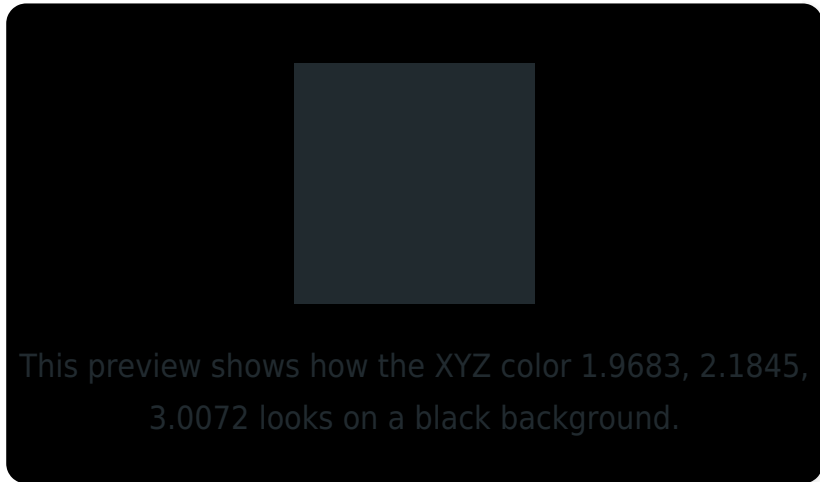 This preview shows how the XYZ color 1.9683, 2.1845,
3.0072 looks on a black background.